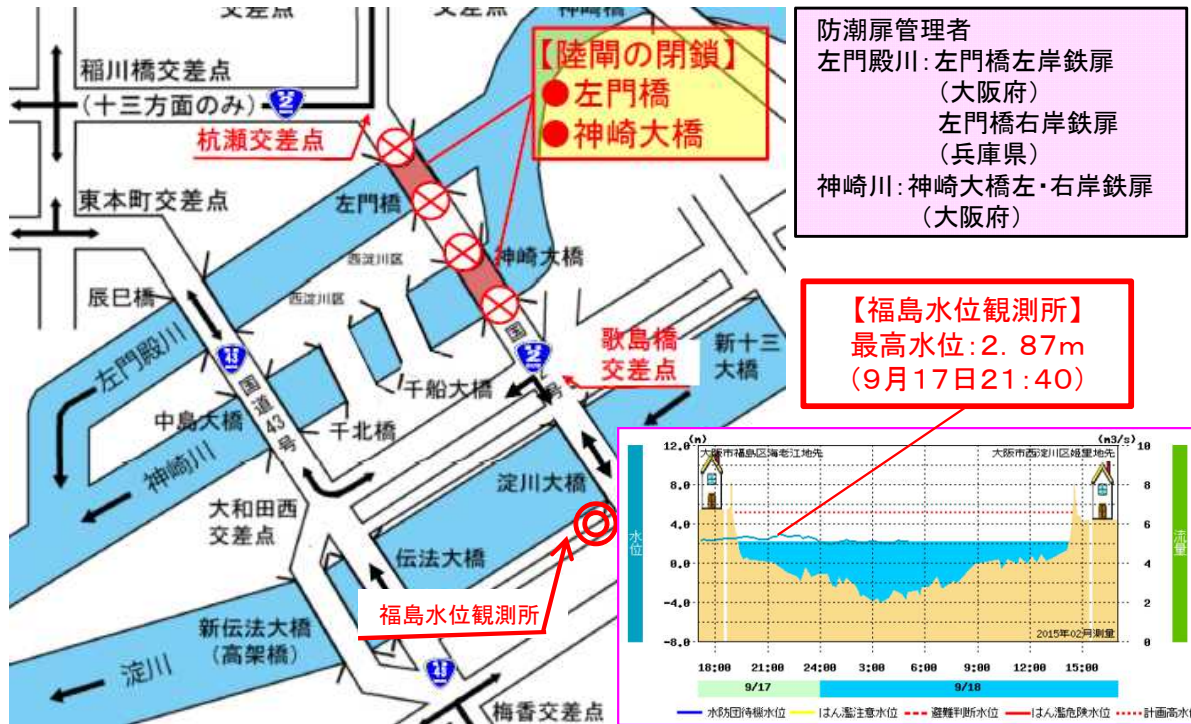 交差点
交差点
神崎橋
稲川橋交差点
(十三方面のみ)
2
杭瀬交差点
【陸閘の閉鎖】
●左門橋
●神崎大橋
防潮扉管理者
左門殿川:左門橋左岸鉄扉
(大阪府)
左門橋右岸鉄扉
(兵庫県)
神崎川:神崎大橋左・右岸鉄扉
(大阪府)
東本町交差点
左門橋
西淀川区
神崎大橋
西淀川区
辰巳橋
左門殿川
43
国道43号
中島大橋
神崎川
千船大橋
千北橋
国
2
号
歌島橋
交差点
新十三
大橋
【福島水位観測所】
最高水位:2.87m
(9月17日21:40)
大和田西
交差点
淀川大橋
伝法大橋
福島水位観測所
新伝法大橋
(高架橋)
淀川
43
梅香交差点
(m)
(m3/s)
大阪市福島区海老江地先
大阪市西淀川区姫里地先
12.0
8.0
4.0
0.0
-4.0
-8.0
水位
10
8
6
4
2
0
流量
2015年02月測量
18:00 21:00 24:00 3:00 6:00 9:00 12:00 15:00
9/17 9/18
水防団待機水位 はん濫注意水位 避難判断水位 はん濫危険水位 計画高水位